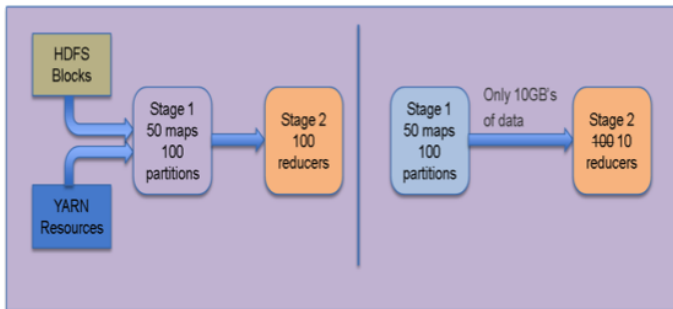 HDFS
Blocks
YARN
Resources
Stage 1
50 maps
100
partitions
Stage 2
100
reducers
Stage 1
50 maps
100
partitions
Only 10GB's
of data
Stage 2
100 10
reducers